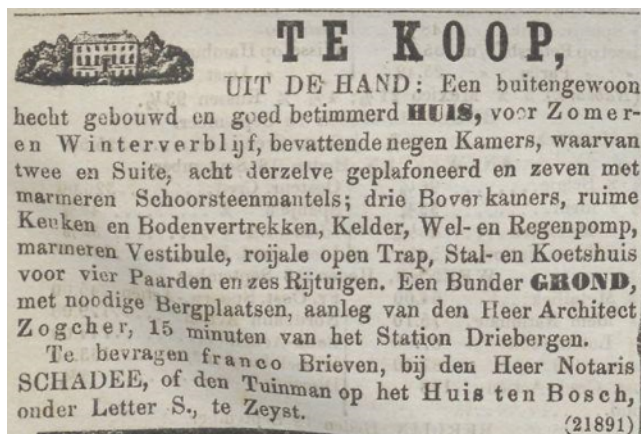 TE KOOP,
UIT DE HAND: Een buitengewoon
hecht gebouwd en goed betimmerd HUIS, voor Zomer-
en Winterverblijf, bevattende negen Kamers, waarvan
twee en Suite, acht derzelve geplafoneerd en zeven met
marmeren Schoorsteenmantels; drie Bovenkamers, ruime
Keuken en Bodenvertrekken, Kelder, Wel- en Regenpomp,
marmeren Vestibule, roijale open Trap, Stal- en Koetshuis
voor vier Paarden en zes Rijtuigen. Een Bunder GROND,
met noodige Bergplaatsen, aanleg van den Heer Architect
Zogcher, 15 minuten van het Station Driebergen.
Te bevragen franco Brieven, bij den Heer Notaris
SCHADEE, of den Tuinman op het Huis ten Bosch,
onder Letter S., te Zeyst.
(21891)